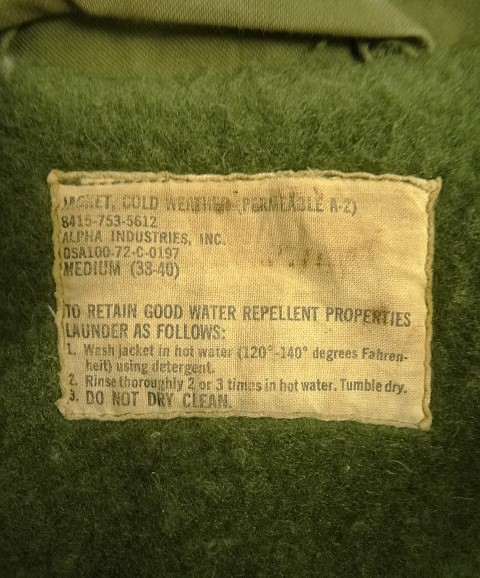 JACKET, COLD WEATHER (PERMEABLE A-2)
8415-753-5612
ALPHA INDUSTRIES, INC.
DSA100-72-C-0197
MEDIUM (38-40)
TO RETAIN GOOD WATER REPELLENT PROPERTIES
LAUNDER AS FOLLOWS:
1. Wash jacket in hot water (120°-140° degrees Fahren-
heit) using detergent.
2. Rinse thoroughly 2 or 3 times in hot water. Tumble dry.
3. DO NOT DRY CLEAN.